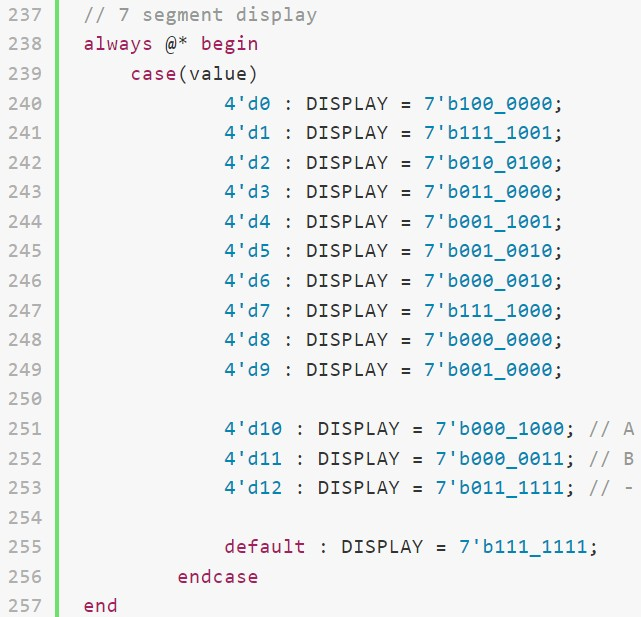 237 // 7 segment display
238 always @* begin
239 case(value)
240 4'd0 : DISPLAY = 7'b100_0000;
241 4'd1 : DISPLAY = 7'b111_1001;
242 4'd2 : DISPLAY = 7'b010_0100;
243 4'd3 : DISPLAY = 7'b011_0000;
244 4'd4 : DISPLAY = 7'b001_1001;
245 4'd5 : DISPLAY = 7'b001_0010;
246 4'd6 : DISPLAY = 7'b000_0010;
247 4'd7 : DISPLAY = 7'b111_1000;
248 4'd8 : DISPLAY = 7'b000_0000;
249 4'd9 : DISPLAY = 7'b001_0000;
250
251 4'd10 : DISPLAY = 7'b000_1000; // A
252 4'd11 : DISPLAY = 7'b000_0011; // B
253 4'd12 : DISPLAY = 7'b011_1111; // -
254
255 default : DISPLAY = 7'b111_1111;
256 endcase
257 end